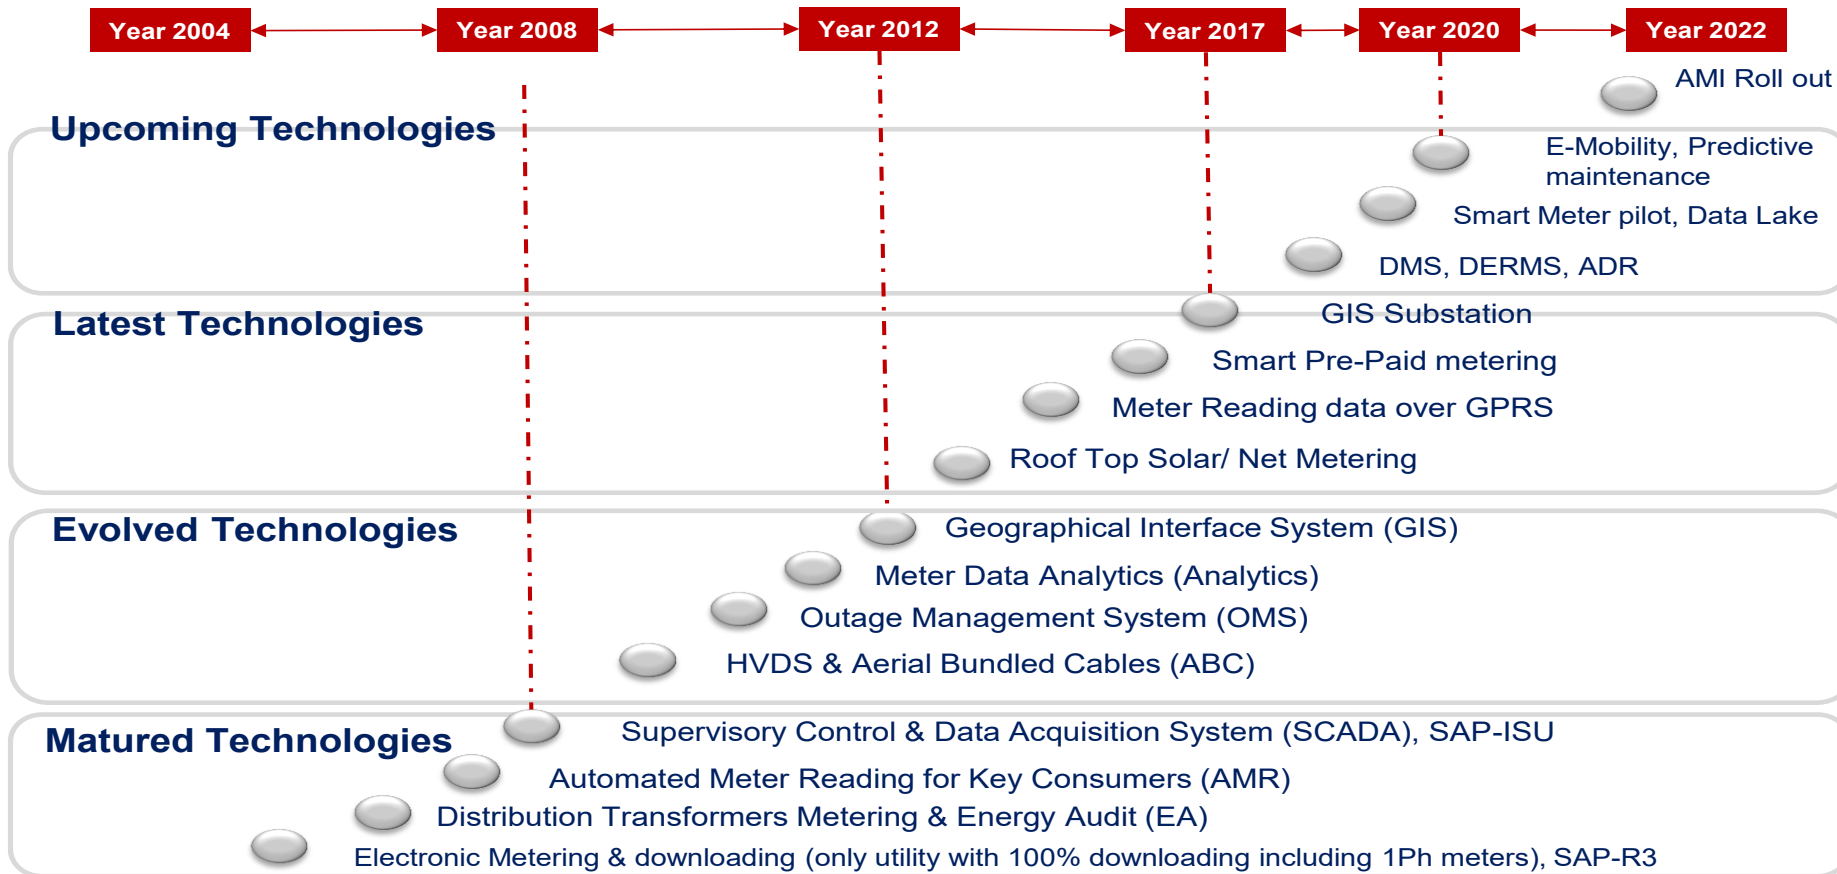 Year 2004
Year 2008
Year 2012
Year 2017
Year 2020
Year 2022
AMI Roll out
Upcoming Technologies
E-Mobility, Predictive
maintenance
Smart Meter pilot, Data Lake
DMS, DERMS, ADR
Latest Technologies
GIS Substation
Smart Pre-Paid metering
Meter Reading data over GPRS
Roof Top Solar/ Net Metering
Evolved Technologies
Geographical Interface System (GIS)
Meter Data Analytics (Analytics)
Outage Management System (OMS)
HVDS & Aerial Bundled Cables (ABC)
Matured Technologies
Supervisory Control & Data Acquisition System (SCADA), SAP-ISU
Automated Meter Reading for Key Consumers (AMR)
Distribution Transformers Metering & Energy Audit (EA)
Electronic Metering & downloading (only utility with 100% downloading including 1Ph meters), SAP-R3